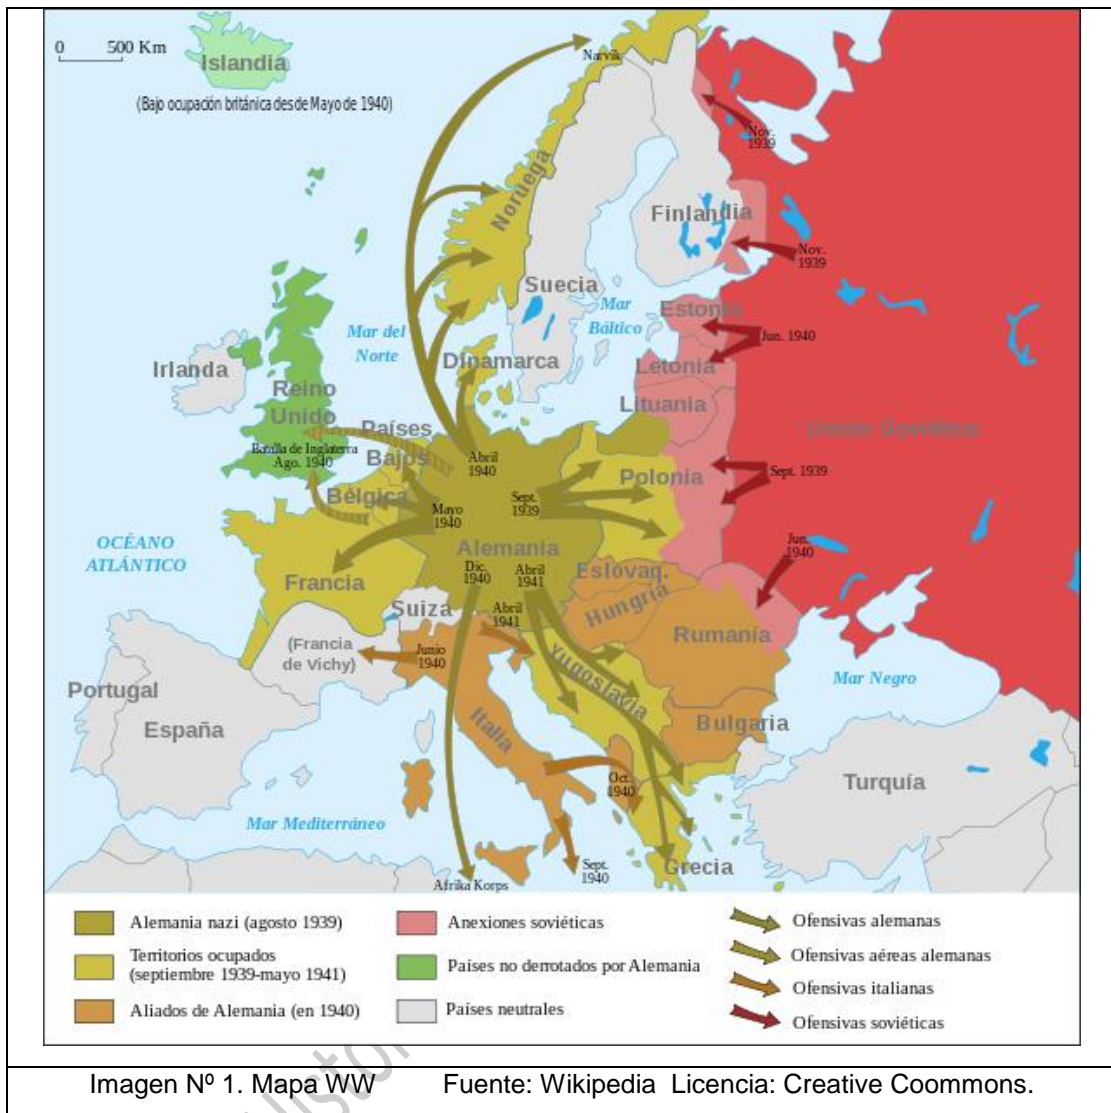 0 500 Km
Islandia
(Bajo ocupación británica desde Mayo de 1940)
Narvik
Nov.
1939
Noruega
Finlandia
Nov.
1939
Suecia
Mar
Báltico
Mar del
Norte
Estonia
Jun. 1940
Letonia
Lituania
Dinamarca
Irlanda
Reino
Unido
Batalla de Inglaterra
Ago. 1940
Países
Bajos
Bélgica
Abril
1940
Mayo
1940
Sept.
1939
Polonia
Sept. 1939
Unión Soviética
Jun.
1940
OCÉANO
ATLÁNTICO
Alemania
Dic.
1940
Abril
1941
Abril
1941
Eslovaq.
Hungría
Francia
Suiza
(Francia
de Vichy)
Junio
1940
Rumanía
Yugoslavia
Mar Negro
Portugal
España
Italia
Bulgaria
Oct.
1940
Turquía
Mar Mediterráneo
Afrika Korps
Sept.
1940
Grecia
Alemania nazi (agosto 1939)
Territorios ocupados
(septiembre 1939-mayo 1941)
Aliados de Alemania (en 1940)
Anexiones soviéticas
Países no derrotados por Alemania
Países neutrales
Ofensivas alemanas
Ofensivas aéreas alemanas
Ofensivas italianas
Ofensivas soviéticas
Imagen Nº 1. Mapa WW Fuente: Wikipedia Licencia: Creative Coommons.